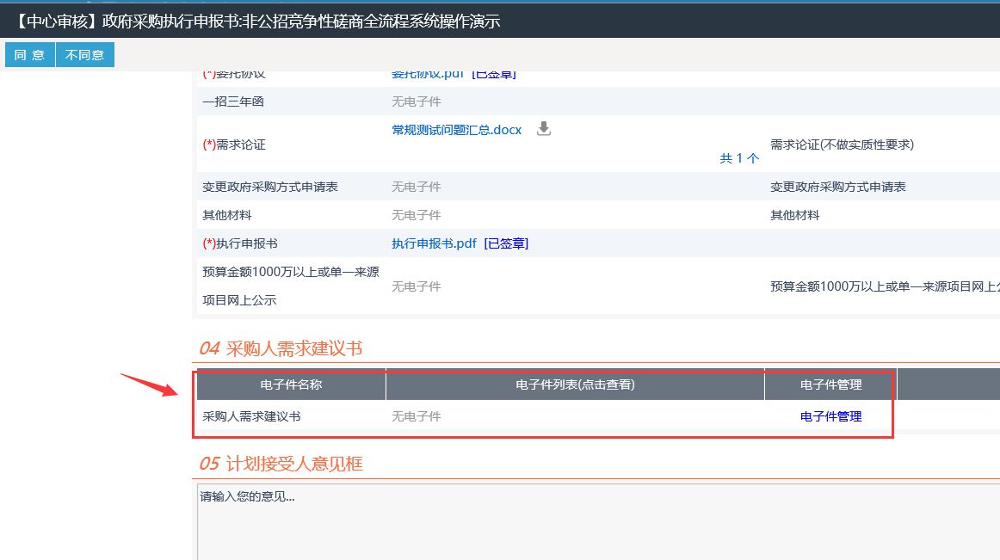 【中心审核】政府采购执行申报书:非公招竞争性磋商全流程系统操作演示
同 意 不同意
(*)委托协议 委托协议.pdf [已签章]
一招三年函 无电子件
常规测试问题汇总.docx
(*)需求论证 需求论证(不做实质性要求)
共 1 个
变更政府采购方式申请表 无电子件 变更政府采购方式申请表
其他材料 无电子件 其他材料
(*)执行申报书 执行申报书.pdf [已签章]
预算金额1000万以上或单一来源
无电子件 预算金额1000万以上或单一来源项目网上
项目网上公示
04 采购人需求建议书
电子件名称 电子件列表(点击查看) 电子件管理
采购人需求建议书 无电子件 电子件管理
05 计划接受人意见框
请输入您的意见...